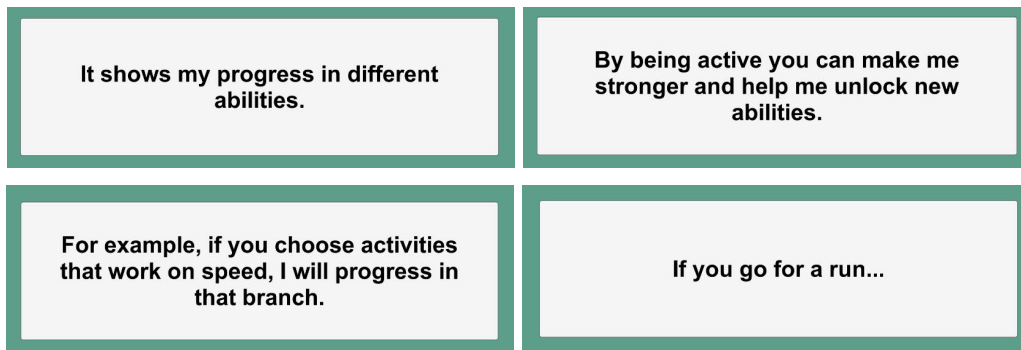 It shows my progress in different
abilities.
By being active you can make me
stronger and help me unlock new
abilities.
For example, if you choose activities
that work on speed, I will progress in
that branch.
If you go for a run...